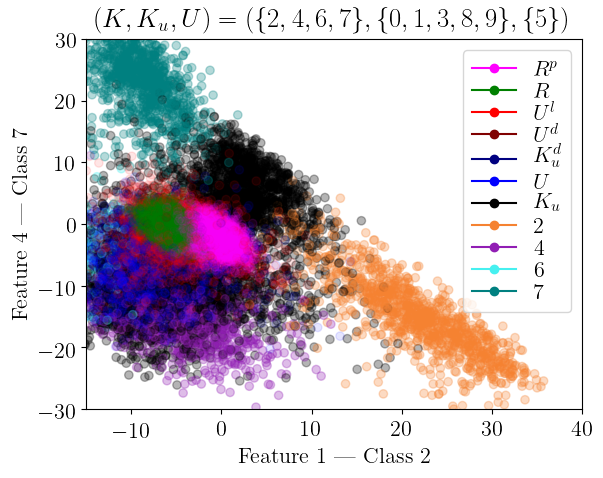 (K, K_u, U) = ({2, 4, 6, 7}, {0, 1, 3, 8, 9}, {5})
30
20
10
0
−10
−20
−30
Feature 4 — Class 7
R^p
R
U^l
U^d
K_u^d
U
K_u
2
4
6
7
−10
0
10
20
30
40
Feature 1 — Class 2